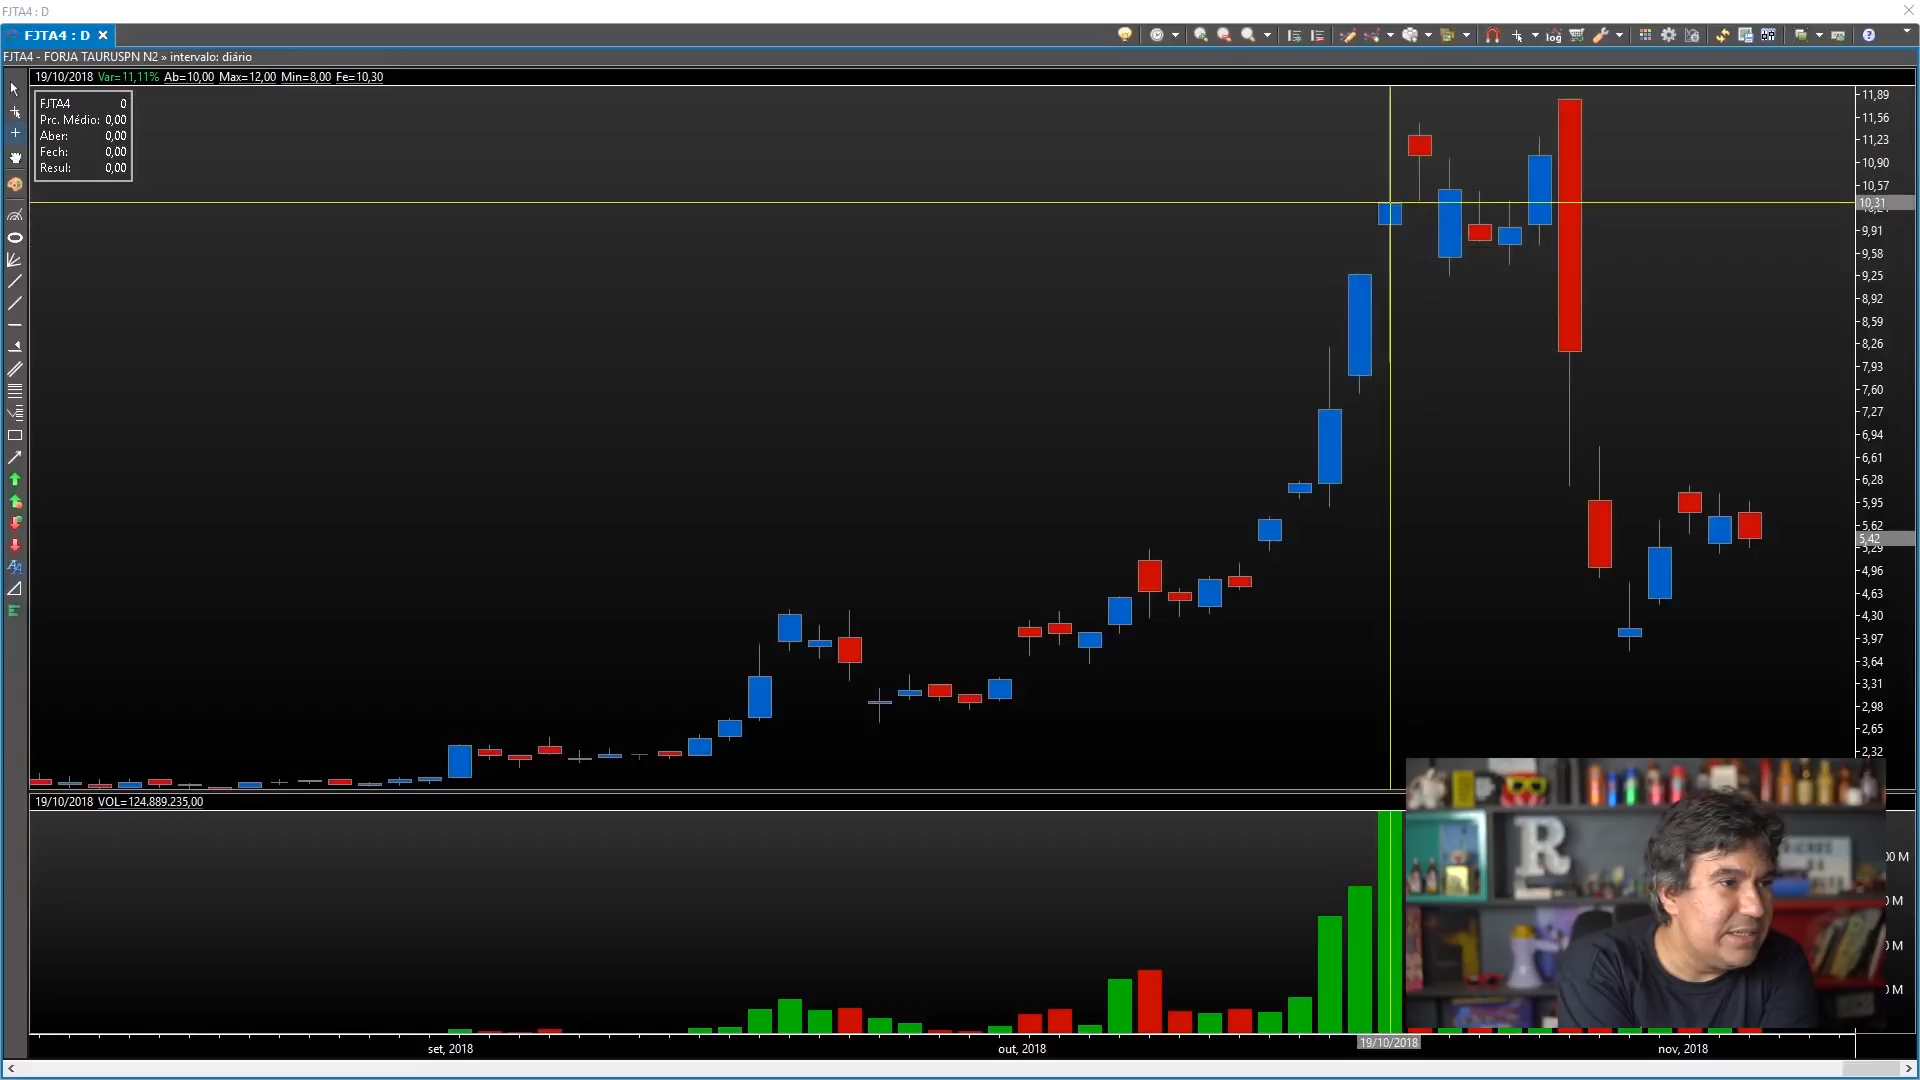 FJTA4 : D
FJTA4 : D
log
FJTA4 - FORJA TAURUSPN N2 » intervalo: diário
19/10/2018 Var=11,11% Ab=10,00 Max=12,00 Min=8,00 Fe=10,30
FJTA4 0
Prc. Médio: 0,00
Aber: 0,00
Fech: 0,00
Resul: 0,00
11,89
11,56
11,23
10,90
10,57
10,31
9,91
9,58
9,25
8,92
8,59
8,26
7,93
7,60
7,27
6,94
6,61
6,28
5,95
5,62
5,42
5,29
4,96
4,63
4,30
3,97
3,64
3,31
2,98
2,65
2,32
19/10/2018 VOL=124.889.235,00
R
set, 2018
out, 2018
19/10/2018
nov, 2018